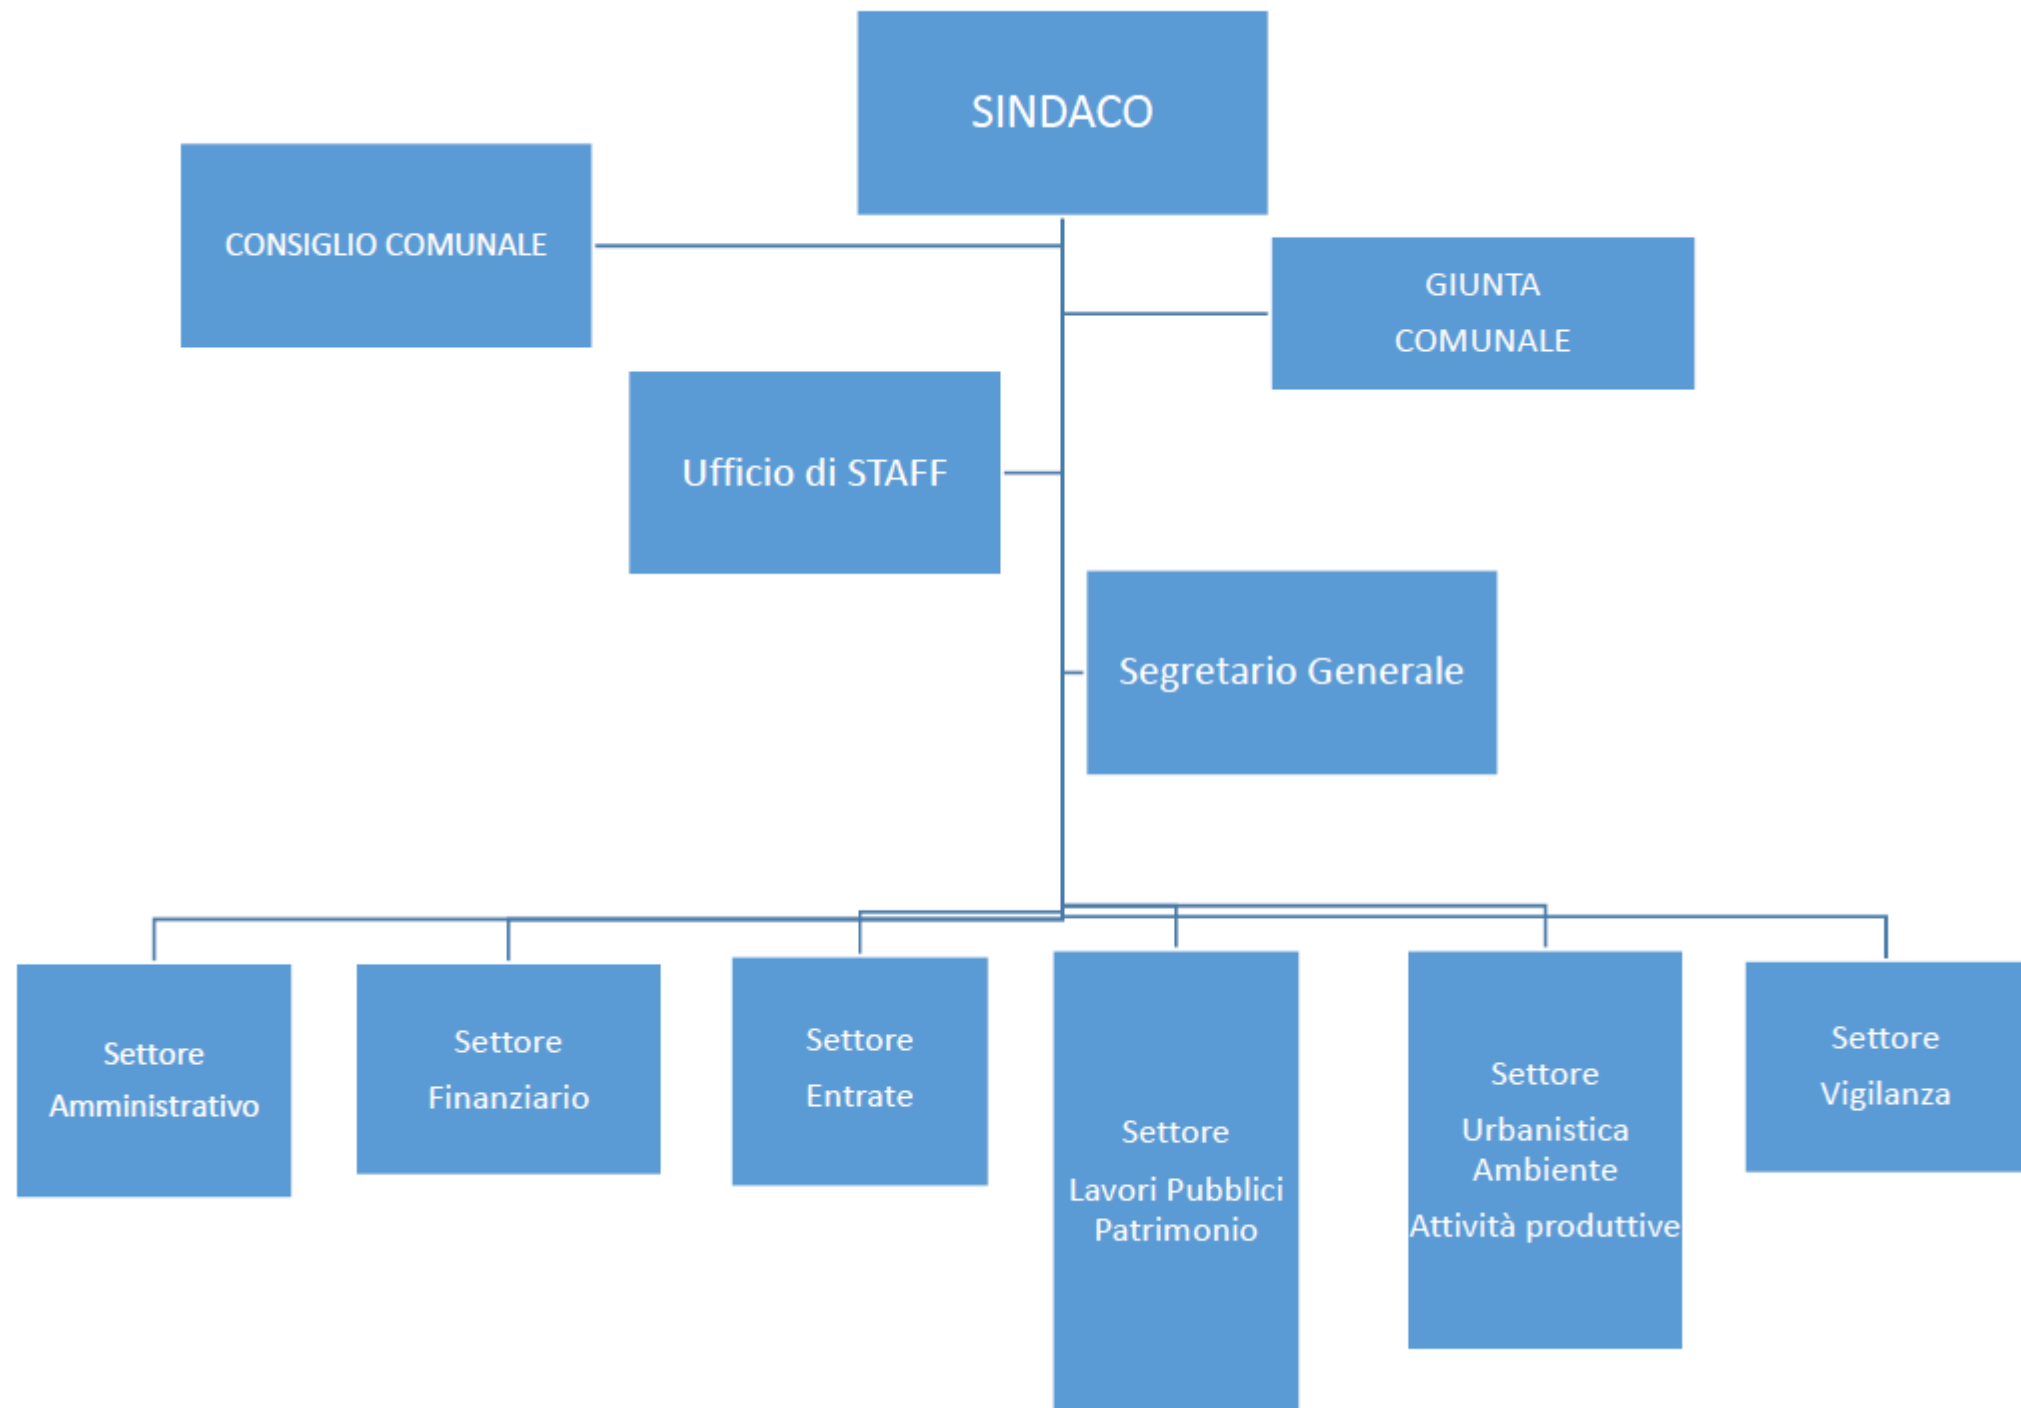 SINDACO
CONSIGLIO COMUNALE
GIUNTA
COMUNALE
Ufficio di STAFF
Segretario Generale
Settore
Amministrativo
Settore
Finanziario
Settore
Entrate
Settore
Lavori Pubblici
Patrimonio
Settore
Urbanistica
Ambiente
Attività produttive
Settore
Vigilanza